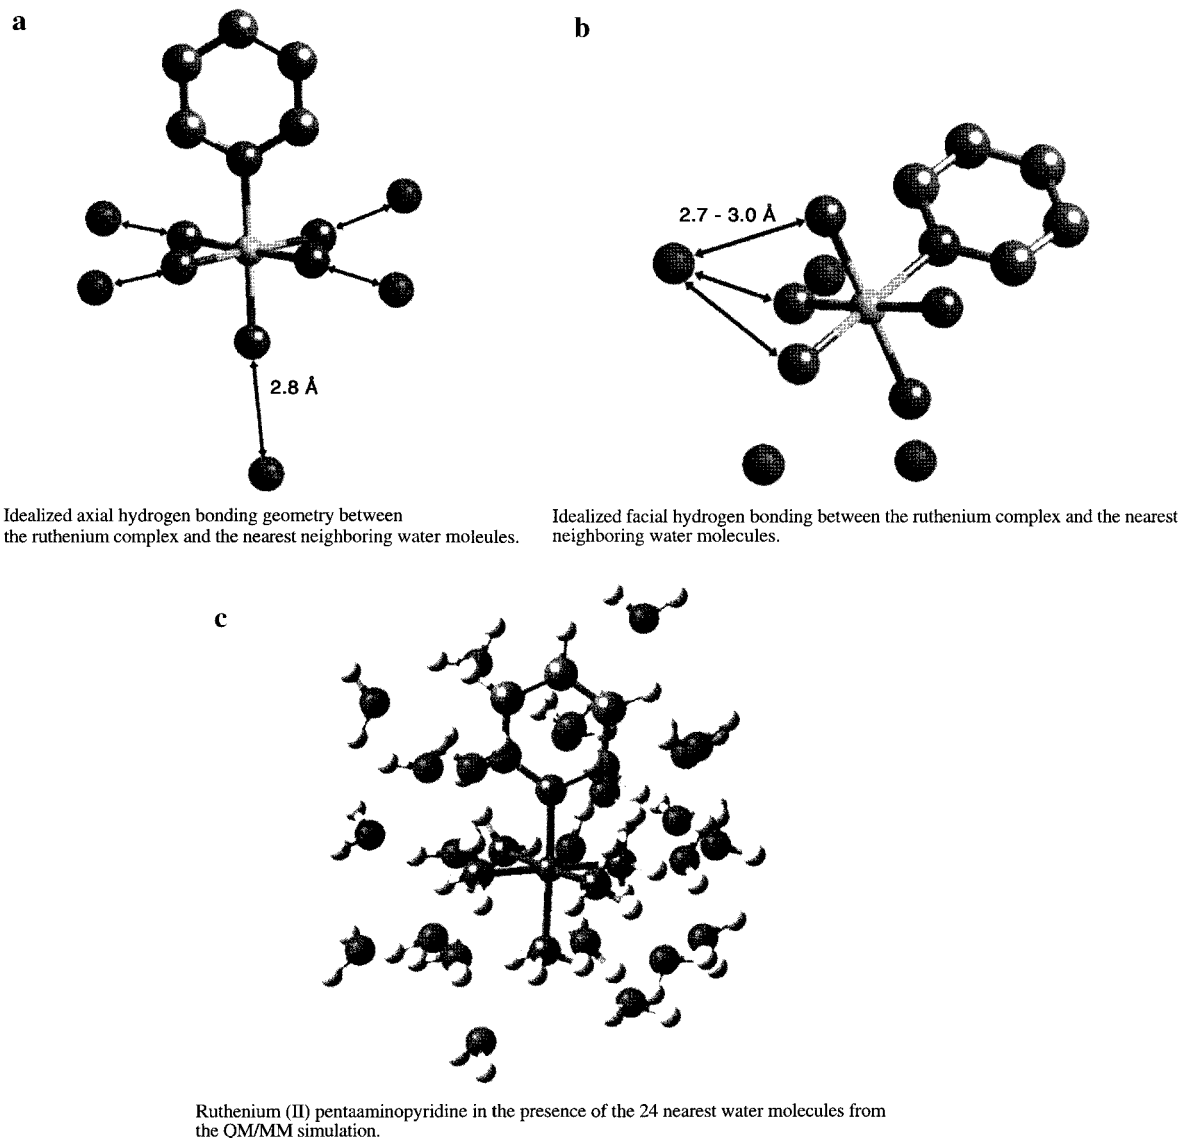 a
b
2.7 - 3.0 Å
2.8 Å
Idealized axial hydrogen bonding geometry between
the ruthenium complex and the nearest neighboring water moleules.
Idealized facial hydrogen bonding between the ruthenium complex and the nearest
neighboring water molecules.
c
Ruthenium (II) pentaaminopyridine in the presence of the 24 nearest water molecules from
the QM/MM simulation.